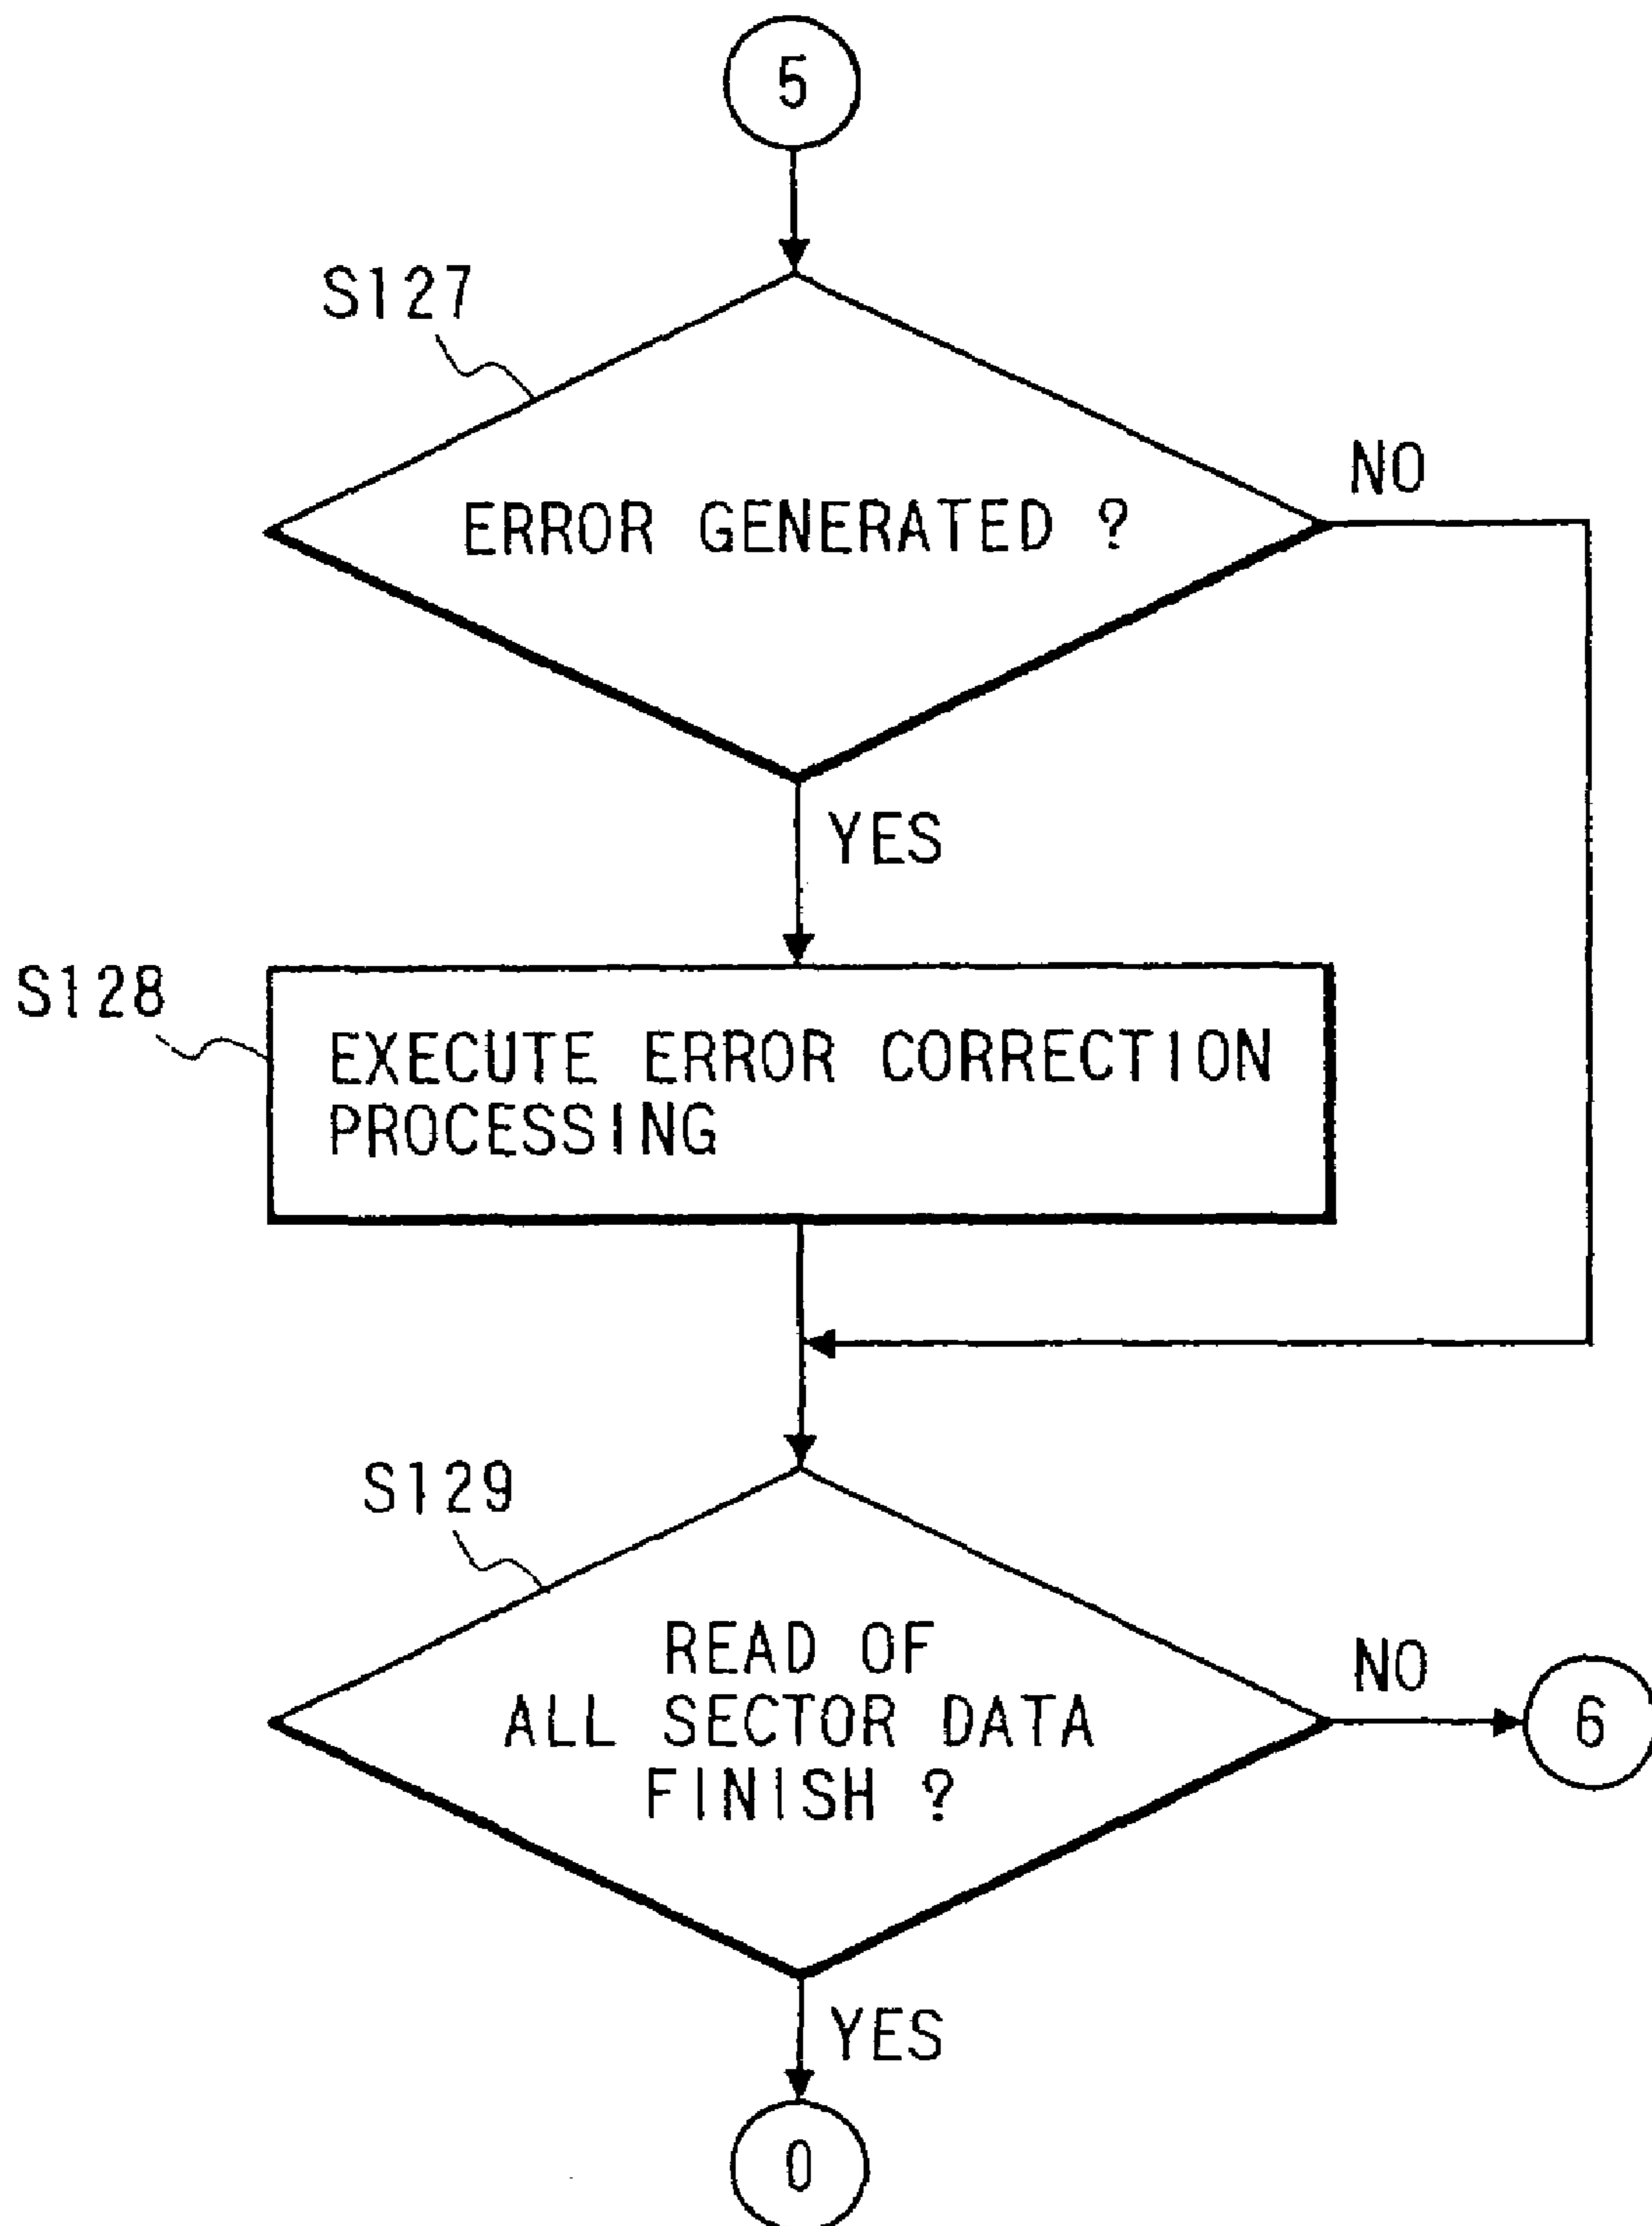 5
S127
NO
ERROR GENERATED ?
YES
S128
EXECUTE ERROR CORRECTION
PROCESSING
S129
READ OF
ALL SECTOR DATA
FINISH ?
NO
6
YES
0